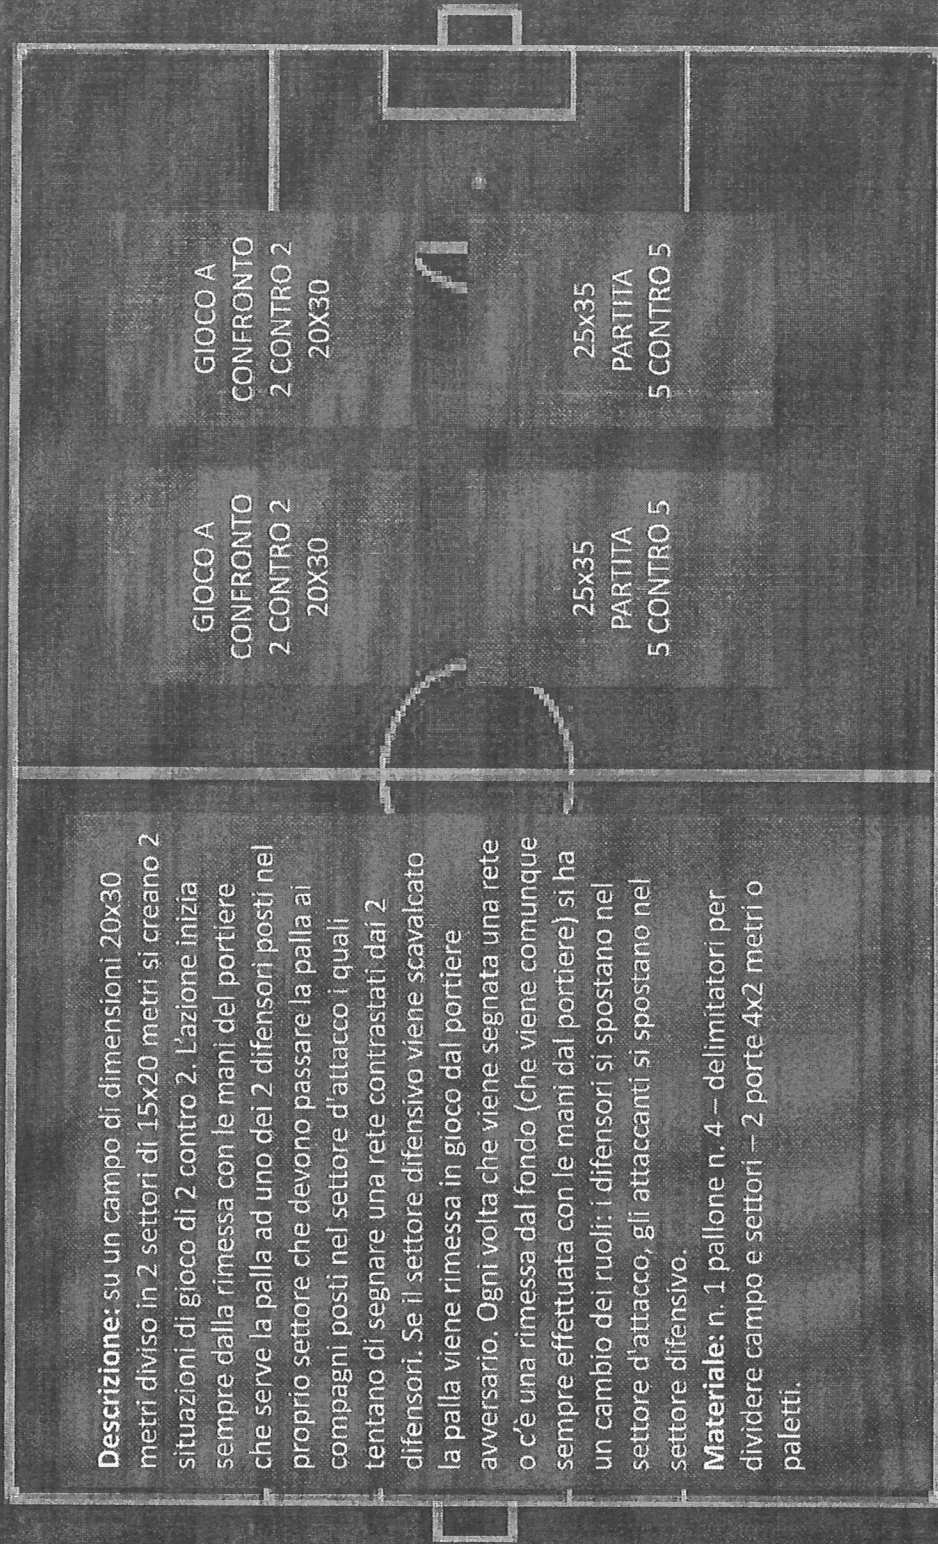 Descrizione: su un campo di dimensioni 20x30
metri diviso in 2 settori di 15x20 metri si creano 2
situazioni di gioco di 2 contro 2. L'azione inizia
sempre dalla rimessa con le mani del portiere
che serve la palla ad uno dei 2 difensori posti nel
proprio settore che devono passare la palla ai
compagni posti nel settore d'attacco i quali
tentano di segnare una rete contrastati dai 2
difensori. Se il settore difensivo viene scavalcato
la palla viene rimessa in gioco dal portiere
avversario. Ogni volta che viene segnata una rete
o c'è una rimessa dal fondo (che viene comunque
sempre effettuata con le mani dal portiere) si ha
un cambio dei ruoli: i difensori si spostano nel
settore d'attacco, gli attaccanti si spostano nel
settore difensivo.
Materiale: n. 1 pallone n. 4 – delimitatori per
dividere campo e settori – 2 porte 4x2 metri o
paletti.
GIOCO A
CONFRONTO
2 CONTRO 2
20X30
GIOCO A
CONFRONTO
2 CONTRO 2
20X30
25x35
PARTITA
5 CONTRO 5
25x35
PARTITA
5 CONTRO 5